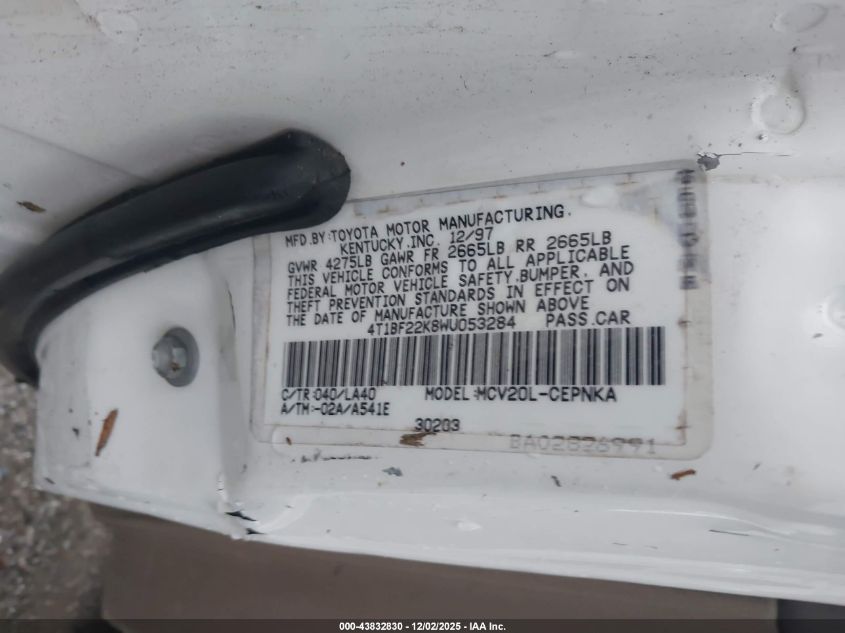 MFD.BY:TOYOTA MOTOR MANUFACTURING,
KENTUCKY,INC. 12/97
GVWR 4275LB GAWR FR 2665LB RR 2665LB
THIS VEHICLE CONFORMS TO ALL APPLICABLE
FEDERAL MOTOR VEHICLE SAFETY,BUMPER, AND
THEFT PREVENTION STANDARDS IN EFFECT ON
THE DATE OF MANUFACTURE SHOWN ABOVE
4T1BF22K8WU053284 PASS.CAR
C/TR:040/LA40 MODEL:MCV20L-CEPNKA
A/TM:-02A/A541E
30203
000-43832830 - 12/02/2025 - IAA Inc.